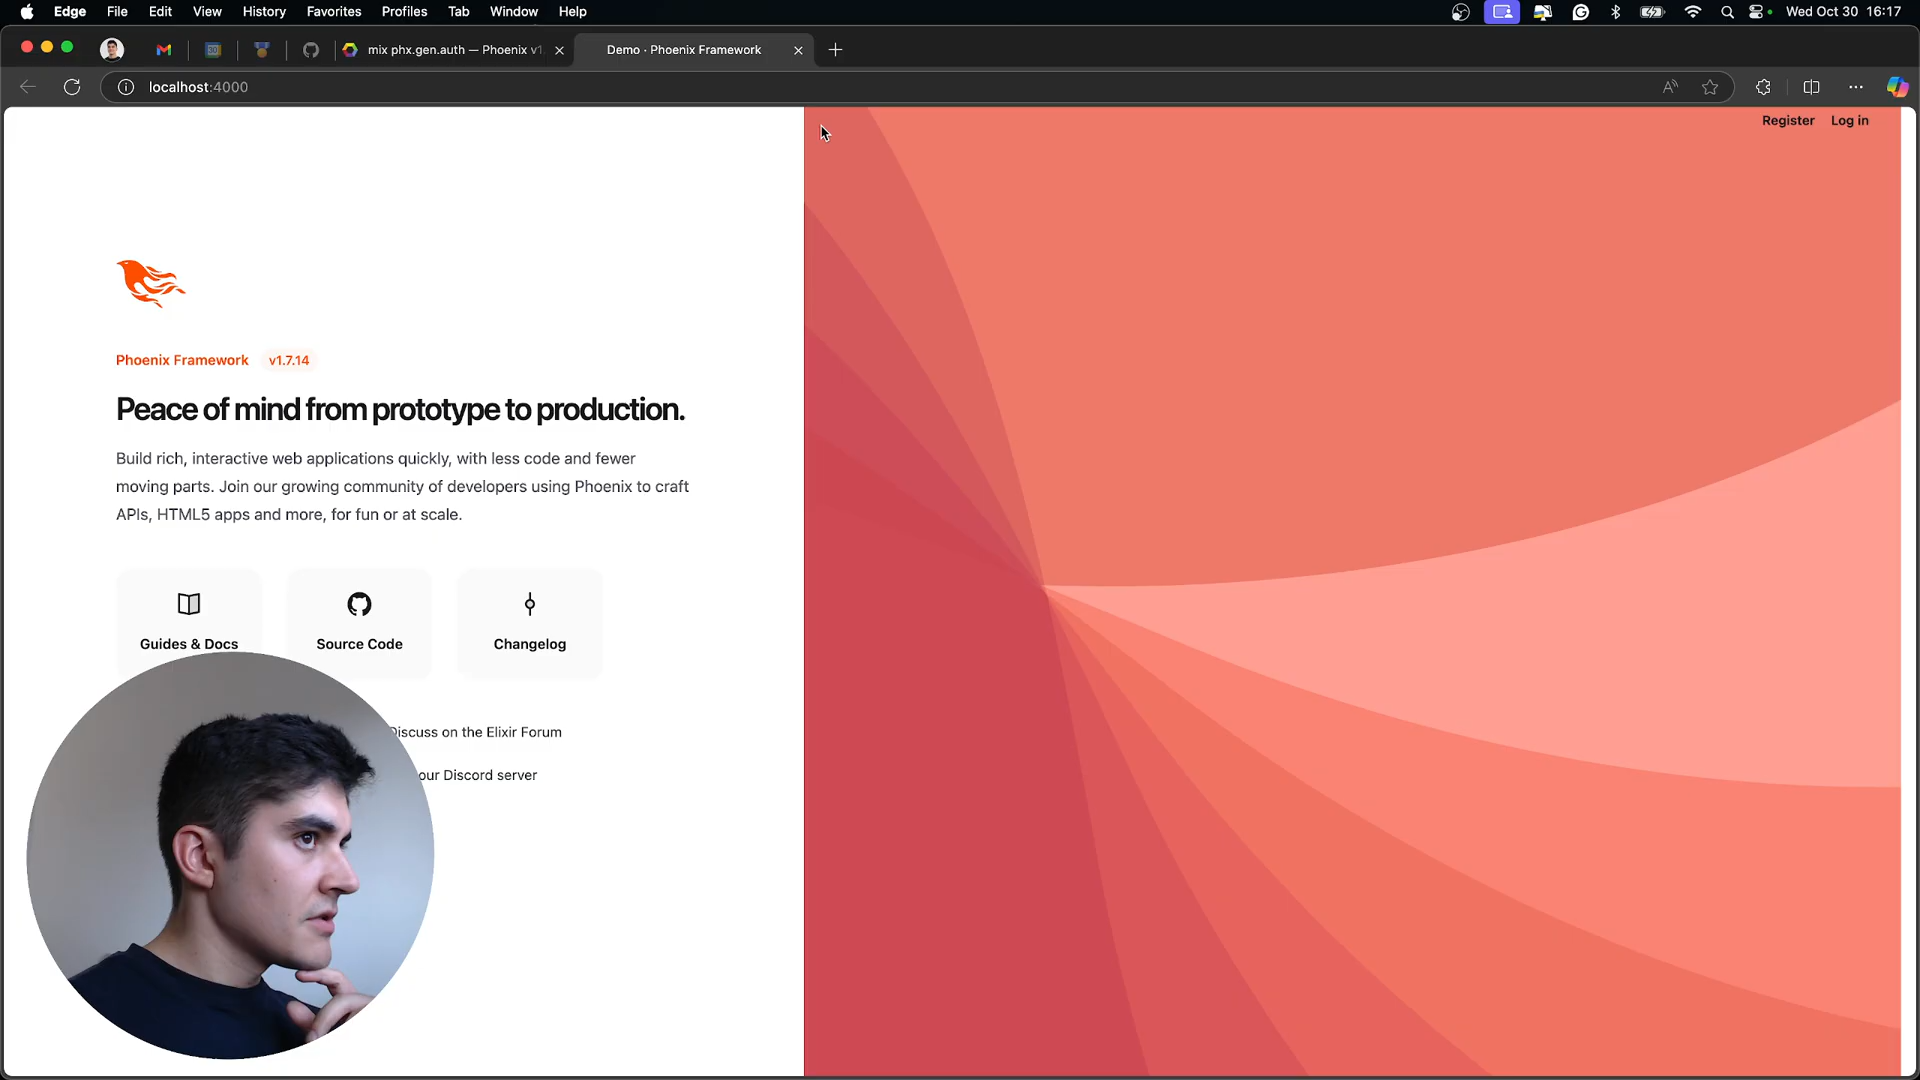 Edge File Edit View History Favorites Profiles Tab Window Help
Wed Oct 30 16:17
mix phx.gen.auth — Phoenix v1.
Demo · Phoenix Framework
localhost:4000
Register Log in
Phoenix Framework v1.7.14
Peace of mind from prototype to production.
Build rich, interactive web applications quickly, with less code and fewer
moving parts. Join our growing community of developers using Phoenix to craft
APIs, HTML5 apps and more, for fun or at scale.
Guides & Docs
Source Code
Changelog
Discuss on the Elixir Forum
our Discord server